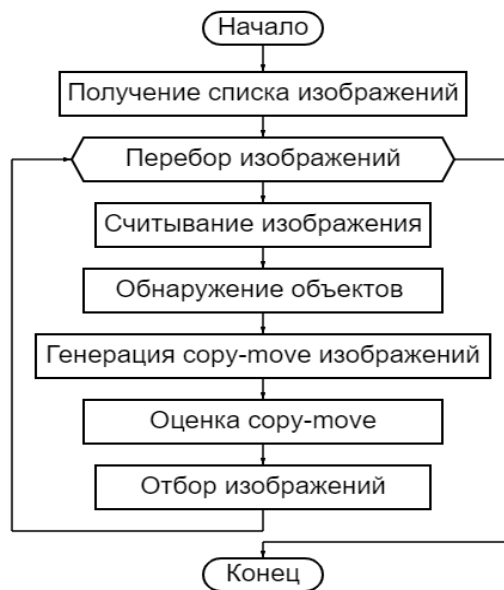 Начало
Получение списка изображений
Перебор изображений
Считывание изображения
Обнаружение объектов
Генерация copy-move изображений
Оценка copy-move
Отбор изображений
Конец